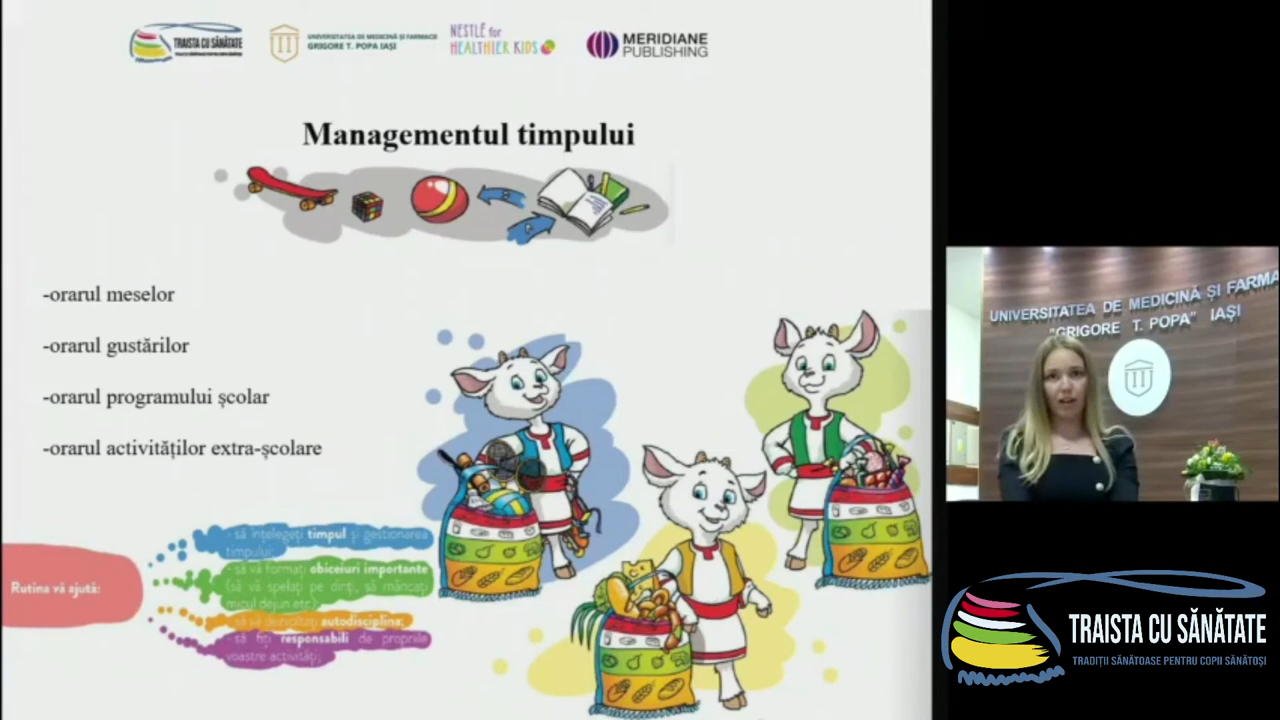 TRAISTA CU SĂNĂTATE
UNIVERSITATEA DE MEDICINĂ ȘI FARMACIE
GRIGORE T. POPA IAȘI
NESTLÉ for
HEALTHIER KIDS
MERIDIANE
PUBLISHING
Managementul timpului
-orarul meselor
-orarul gustărilor
-orarul programului școlar
-orarul activităților extra-școlare
Rutina vă ajută:
- să înțelegeți timpul și gestionarea
timpului;
- să vă formați obiceiuri importante
(să vă spălați pe dinți, să mâncați
micul dejun etc);
- să vă dezvoltați autodisciplina;
- să fiți responsabili de propriile
voastre activități;
UNIVERSITATEA DE MEDICINĂ ȘI FARMA
"GRIGORE T. POPA" IAȘI
TRAISTA CU SĂNĂTATE
TRADIȚII SĂNĂTOASE PENTRU COPII SĂNĂTOȘI